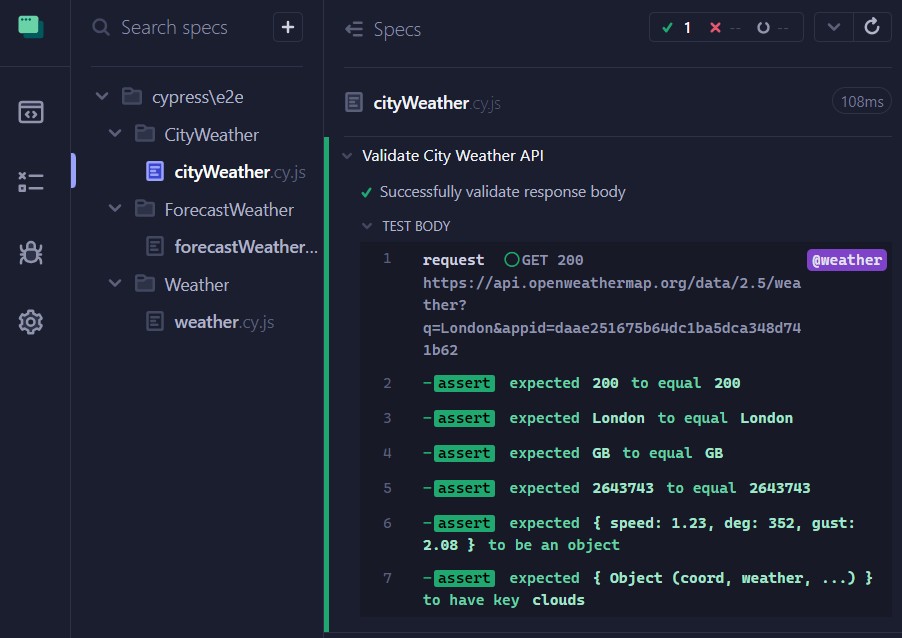 Search specs
+
Specs
1 -- --
cypress\e2e
CityWeather
cityWeather.cy.js
ForecastWeather
forecastWeather...
Weather
weather.cy.js
cityWeather.cy.js 108ms
Validate City Weather API
Successfully validate response body
TEST BODY
1 request GET 200 @weather
https://api.openweathermap.org/data/2.5/wea
ther?
q=London&appid=daae251675b64dc1ba5dca348d74
1b62
2 -assert expected 200 to equal 200
3 -assert expected London to equal London
4 -assert expected GB to equal GB
5 -assert expected 2643743 to equal 2643743
6 -assert expected { speed: 1.23, deg: 352, gust:
2.08 } to be an object
7 -assert expected { Object (coord, weather, ...) }
to have key clouds